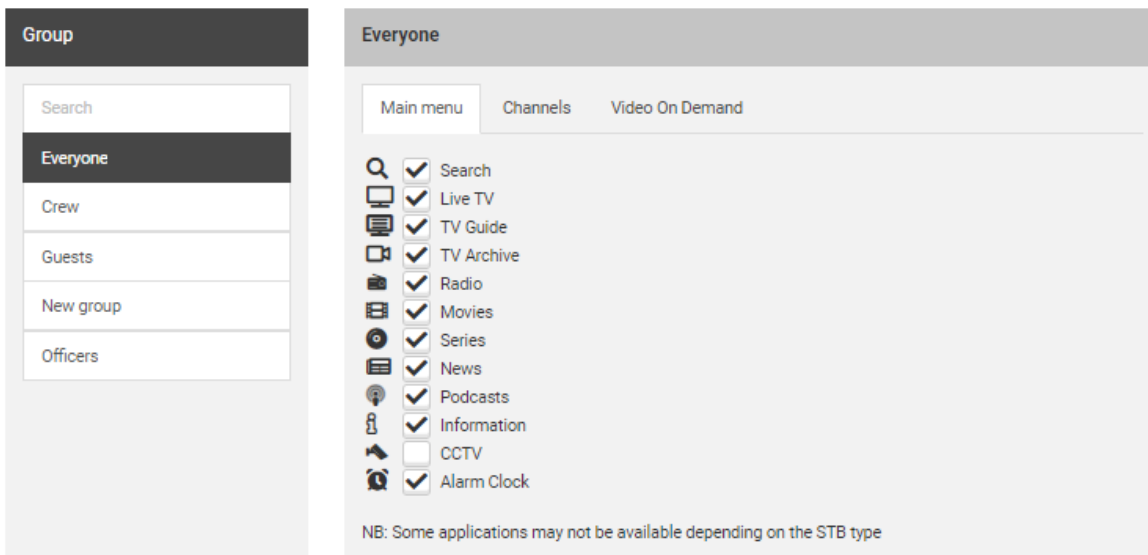 Group
Search
Everyone
Crew
Guests
New group
Officers
Everyone
Main menu Channels Video On Demand
Search
Live TV
TV Guide
TV Archive
Radio
Movies
Series
News
Podcasts
Information
CCTV
Alarm Clock
NB: Some applications may not be available depending on the STB type